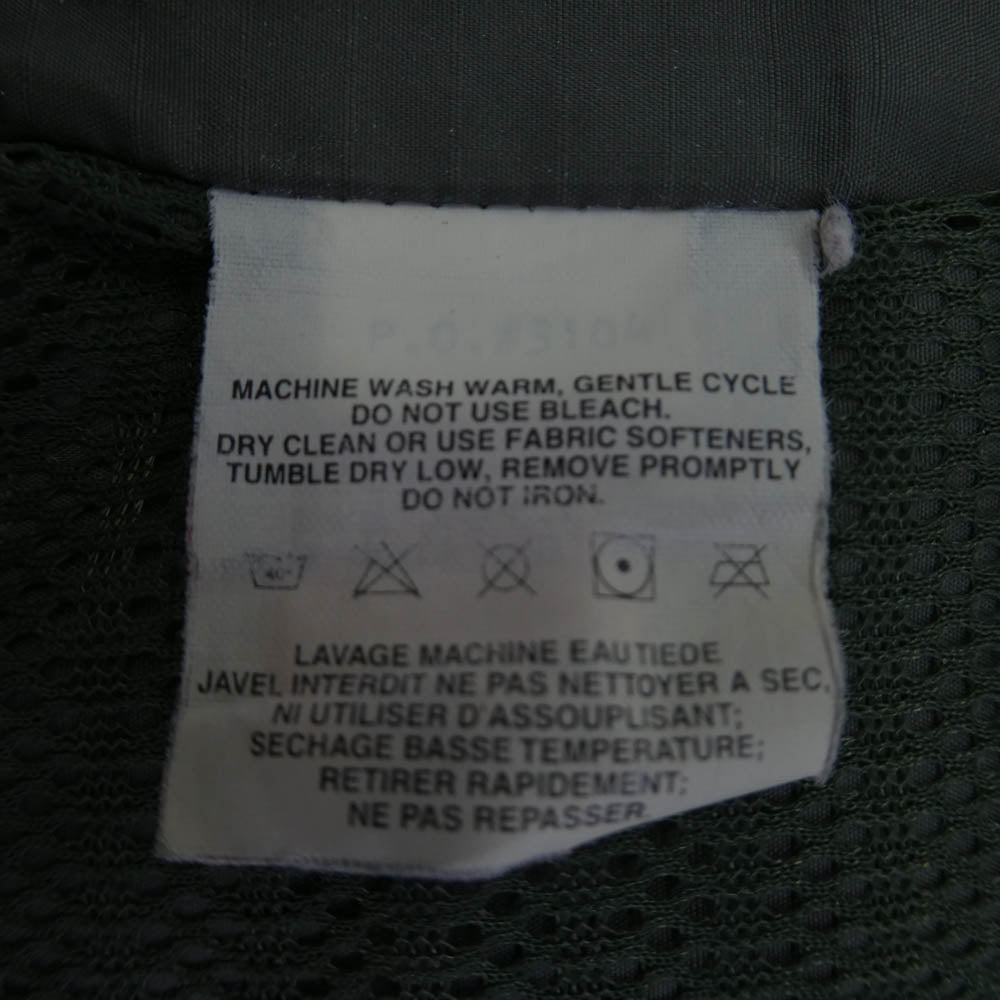 MACHINE WASH WARM, GENTLE CYCLE
DO NOT USE BLEACH.
DRY CLEAN OR USE FABRIC SOFTENERS,
TUMBLE DRY LOW, REMOVE PROMPTLY
DO NOT IRON.
40°
LAVAGE MACHINE EAUTIEDE
JAVEL INTERDIT NE PAS NETTOYER A SEC,
NI UTILISER D'ASSOUPLISANT;
SECHAGE BASSE TEMPERATURE;
RETIRER RAPIDEMENT;
NE PAS REPASSER